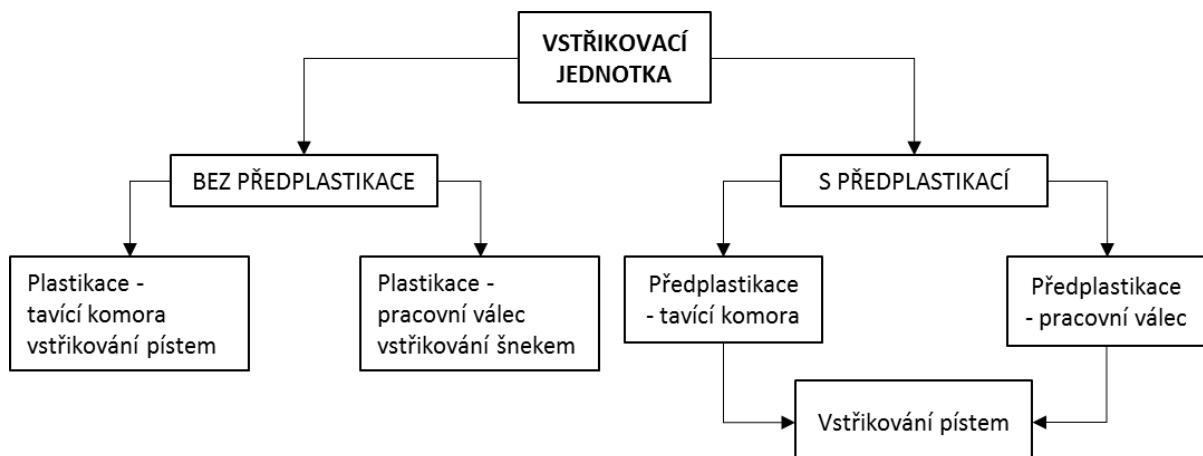 VSTŘIKOVACÍ
JEDNOTKA
BEZ PŘEDPLASTIKACE
S PŘEDPLASTIKACÍ
Plastikace -
tavící komora
vstřikování pístem
Plastikace -
pracovní válec
vstřikování šnekem
Předplastikace
- tavící komora
Předplastikace
- pracovní válec
Vstřikování pístem